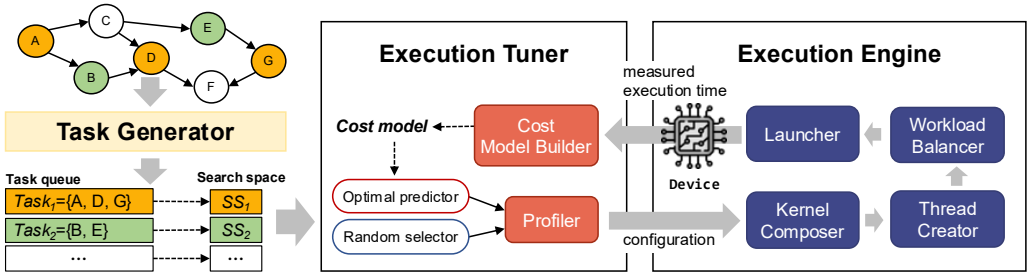 A
C
E
D
G
B
F
Task Generator
Task queue
Search space
Task₁={A, D, G}
SS₁
Task₂={B, E}
SS₂
...
...
Execution Tuner
Cost model
Cost
Model Builder
Optimal predictor
Random selector
Profiler
measured
execution time
Device
configuration
Execution Engine
Launcher
Workload
Balancer
Kernel
Composer
Thread
Creator